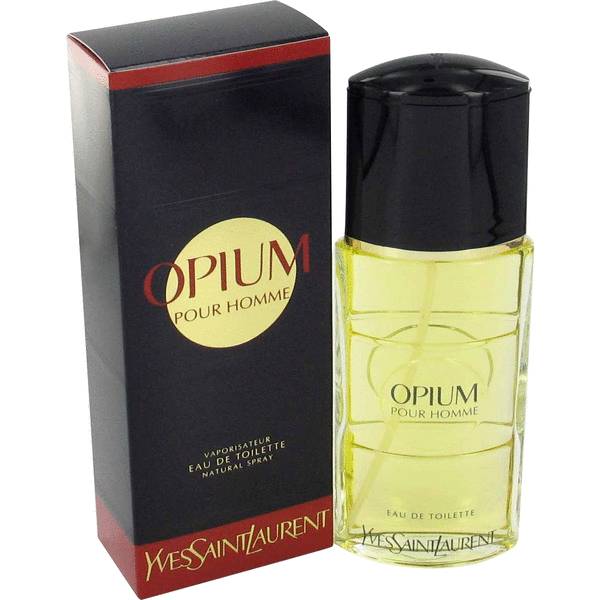 OPIUM
POUR HOMME
VAPORISATEUR
EAU DE TOILETTE
NATURAL SPRAY
YVESSAINTLAURENT
OPIUM
POUR HOMME
EAU DE TOILETTE
YVESSAINTLAURENT